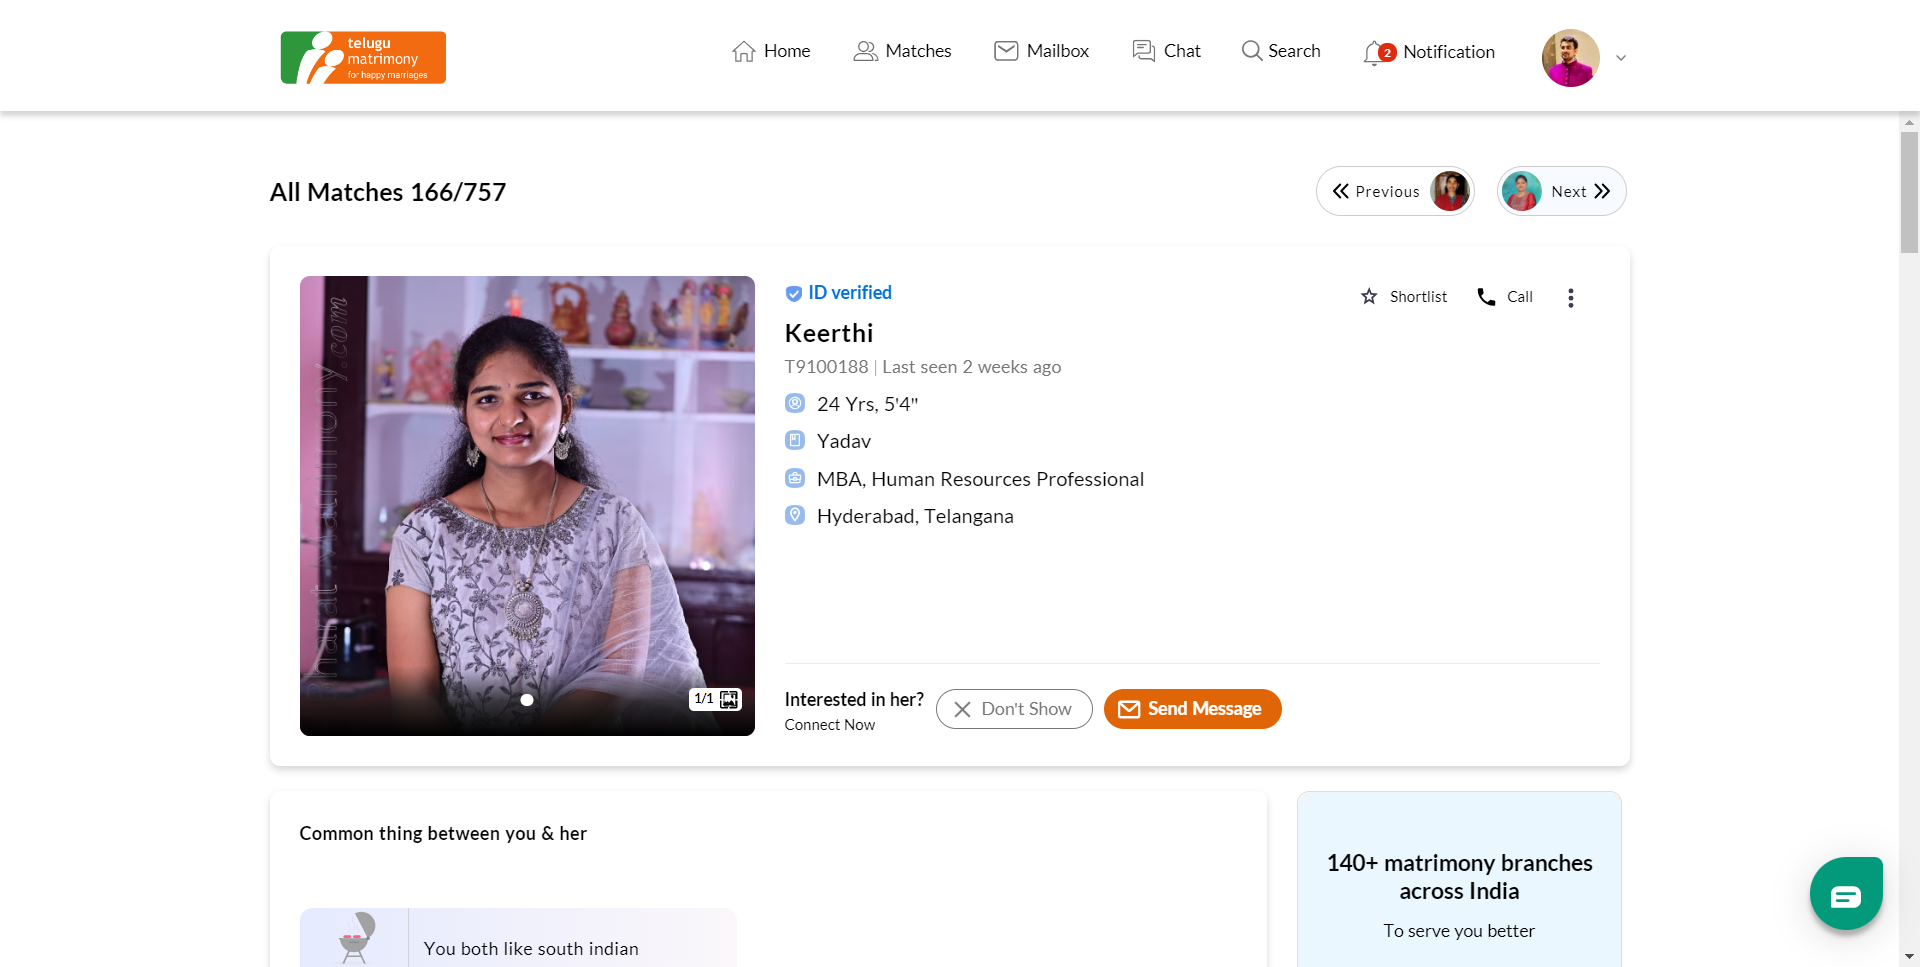 telugu
matrimony
for happy marriages
Home
Matches
Mailbox
Chat
Search
2
Notification
All Matches 166/757
Previous
Next
ID verified
Shortlist
Call
Keerthi
T9100188 | Last seen 2 weeks ago
24 Yrs, 5'4"
Yadav
MBA, Human Resources Professional
Hyderabad, Telangana
Bharat Matrimony.com
1/1
Interested in her?
Connect Now
Don't Show
Send Message
Common thing between you & her
You both like south indian
140+ matrimony branches
across India
To serve you better